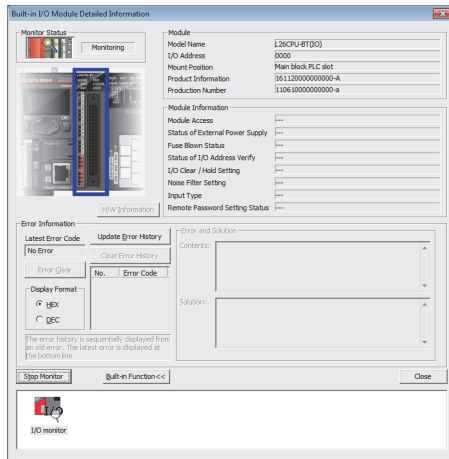 Built-in I/O Module Detailed Information
Monitor Status
Monitoring
H/W Information
Module
Model Name L26CPU-BT(IO)
I/O Address 0000
Mount Position Main block PLC slot
Product Information 161120000000000-A
Production Number 110610000000000-a
Module Information
Module Access ---
Status of External Power Supply ---
Fuse Blown Status ---
Status of I/O Address Verify ---
I/O Clear / Hold Setting ---
Noise Filter Setting ---
Input Type ---
Remote Password Setting Status ---
Error Information
Latest Error Code
No Error
Error Clear
Display Format
HEX
DEC
Update Error History
Clear Error History
No. Error Code
The error history is sequentially displayed from
an old error. The latest error is displayed at
the bottom line.
Error and Solution
Contents:
Solution:
Stop Monitor
Built-in Function<<
Close
I/O
I/O monitor